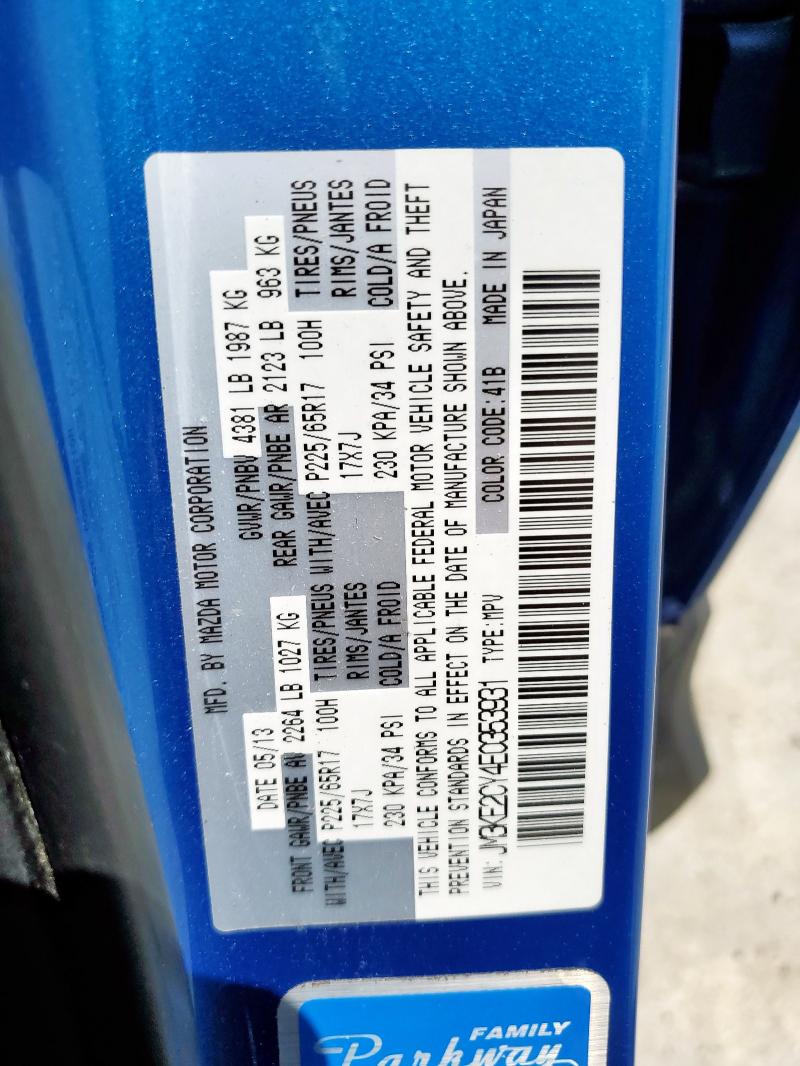 MFD. BY MAZDA MOTOR CORPORATION
DATE 05/13 GVWR/PNBV 4381 LB 1987 KG
FRONT GAWR/PNBE AV 2264 LB 1027 KG REAR GAWR/PNBE AR 2123 LB 963 KG
WITH/AVEC P225/65R17 100H TIRES/PNEUS WITH/AVEC P225/65R17 100H TIRES/PNEUS
17X7J RIMS/JANTES 17X7J RIMS/JANTES
230 KPA/34 PSI COLD/A FROID 230 KPA/34 PSI COLD/A FROID
THIS VEHICLE CONFORMS TO ALL APPLICABLE FEDERAL MOTOR VEHICLE SAFETY AND THEFT
PREVENTION STANDARDS IN EFFECT ON THE DATE OF MANUFACTURE SHOWN ABOVE.
VIN: JM3KE2CY4E0353931 TYPE:MPV COLOR CODE:41B MADE IN JAPAN
FAMILY
Parkway